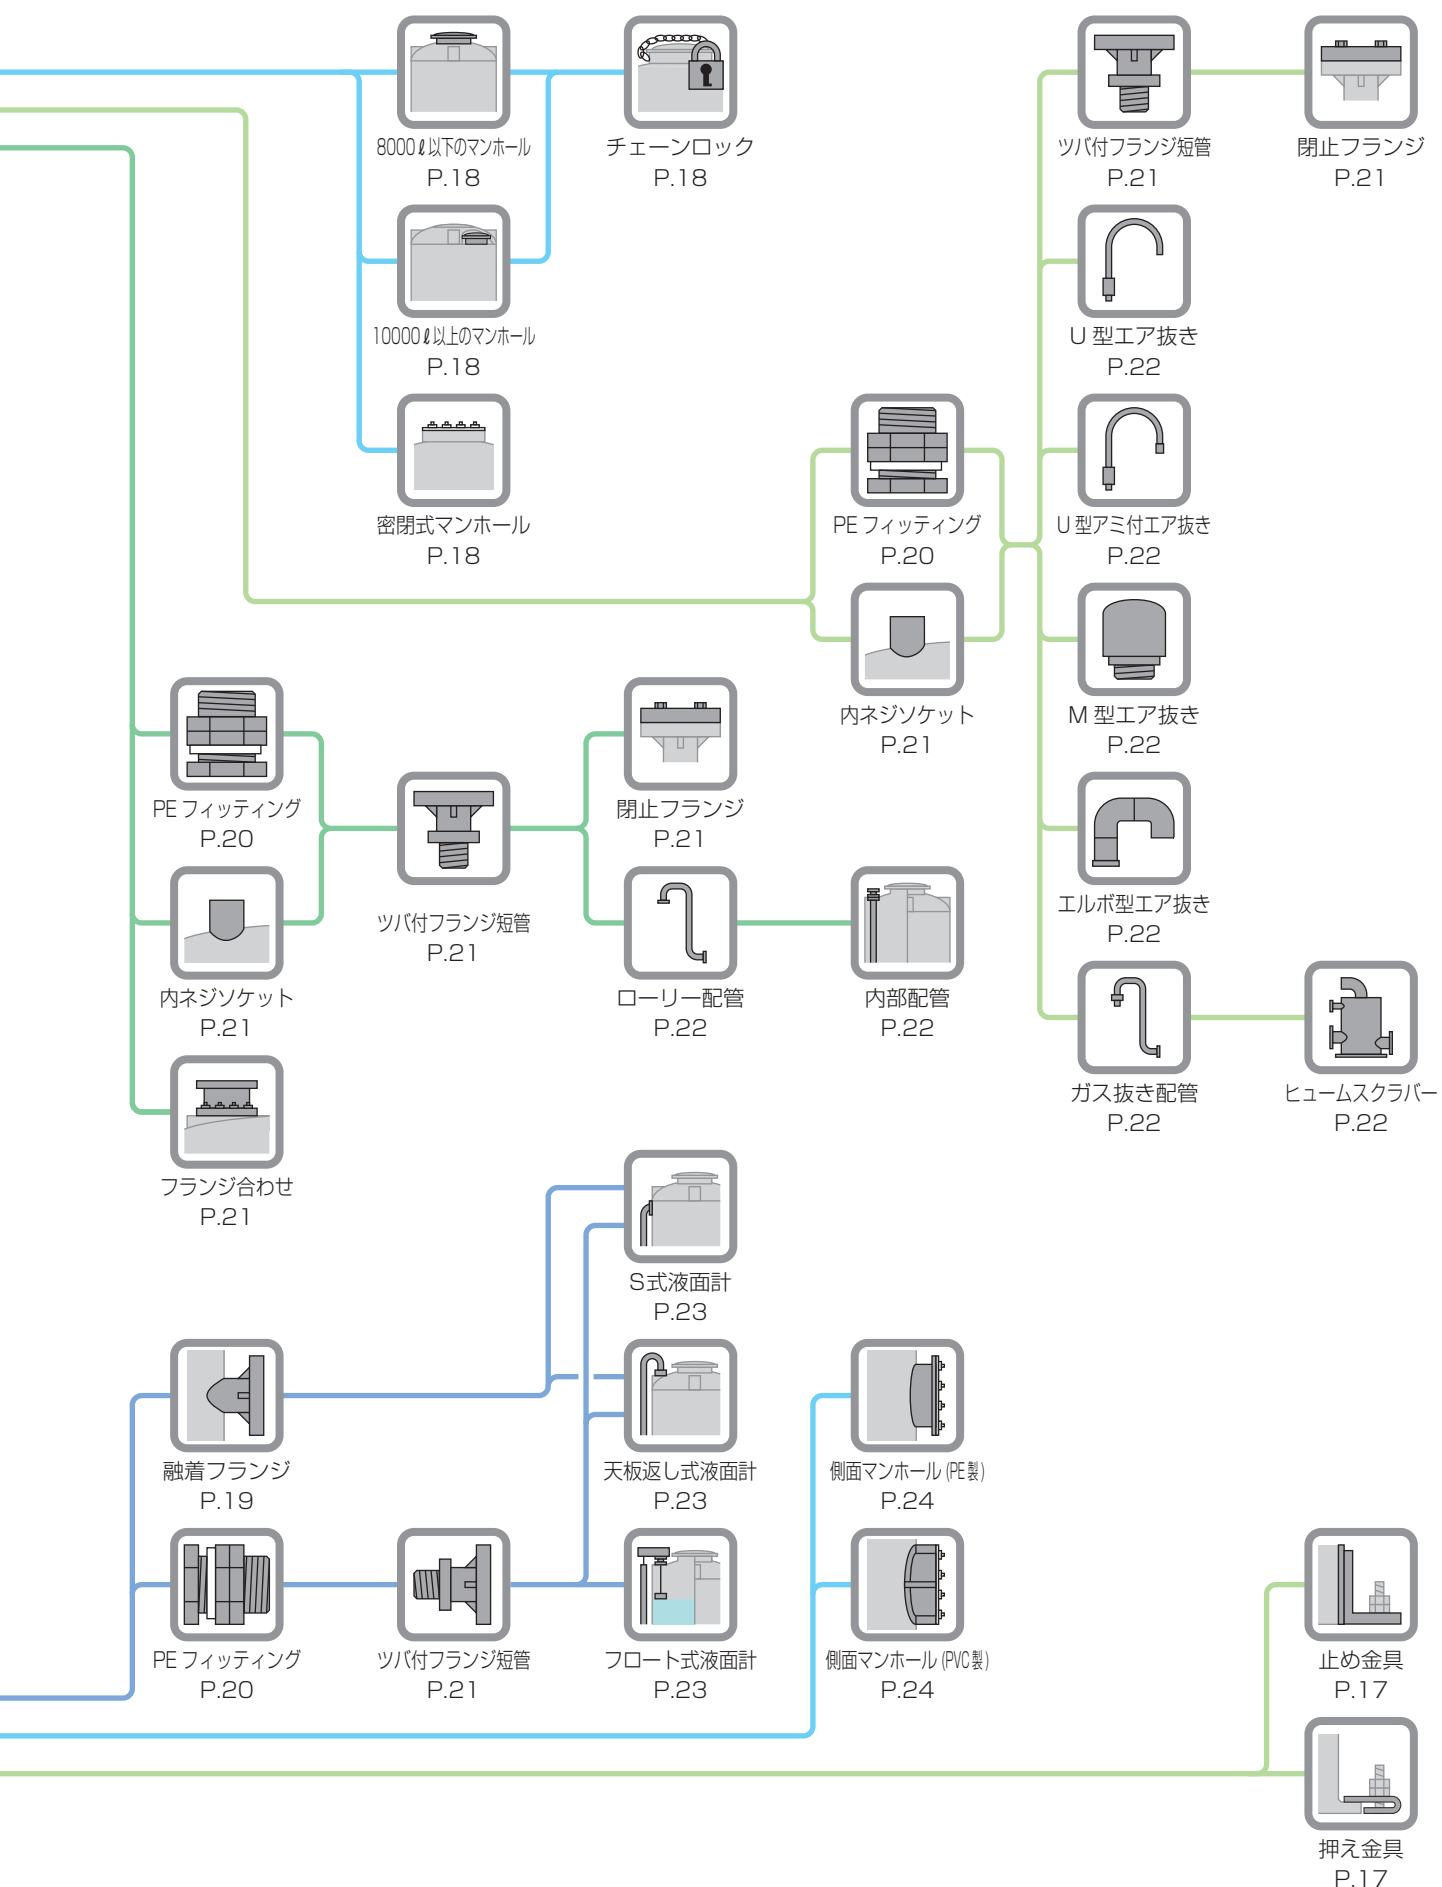 8000ℓ以下のマンホール
P.18
チェーンロック
P.18
ツバ付フランジ短管
P.21
閉止フランジ
P.21
10000ℓ以上のマンホール
P.18
U 型エア抜き
P.22
密閉式マンホール
P.18
PE フィッティング
P.20
U 型アミ付エア抜き
P.22
内ネジソケット
P.21
M 型エア抜き
P.22
PE フィッティング
P.20
ツバ付フランジ短管
P.21
閉止フランジ
P.21
エルボ型エア抜き
P.22
内ネジソケット
P.21
ローリー配管
P.22
内部配管
P.22
ガス抜き配管
P.22
ヒュームスクラバー
P.22
フランジ合わせ
P.21
S式液面計
P.23
融着フランジ
P.19
天板返し式液面計
P.23
側面マンホール (PE製)
P.24
PE フィッティング
P.20
ツバ付フランジ短管
P.21
フロート式液面計
P.23
側面マンホール (PVC製)
P.24
止め金具
P.17
押え金具
P.17